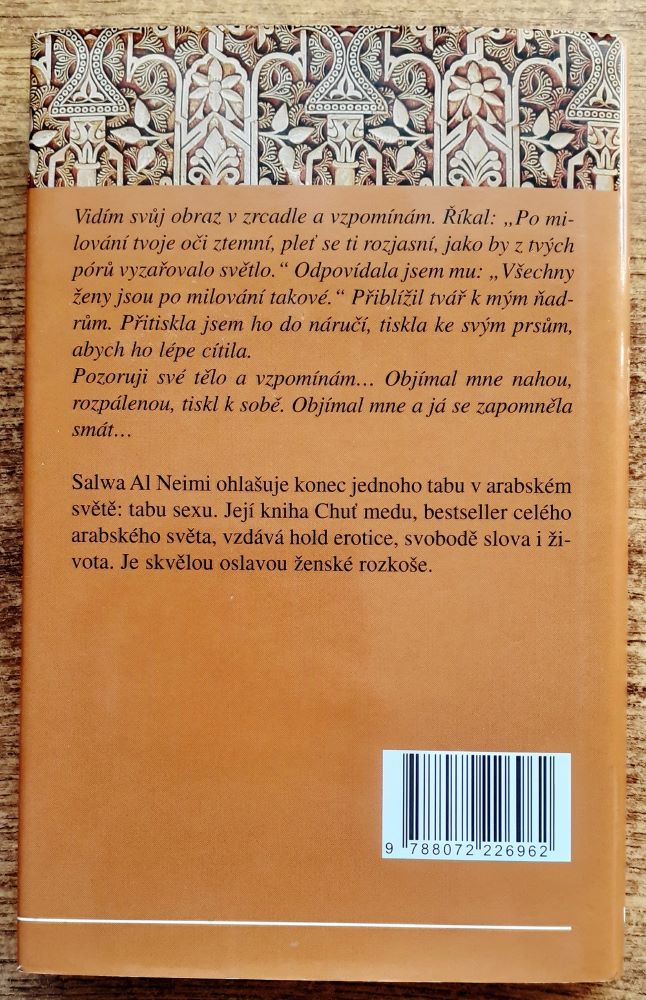 Vidím svůj obraz v zrcadle a vzpomínám. Říkal: „Po mi-
lování tvoje oči ztemní, pleť se ti rozjasní, jako by z tvých
pórů vyzařovalo světlo.“ Odpovídala jsem mu: „Všechny
ženy jsou po milování takové.“ Přiblížil tvář k mým ňad-
rům. Přitiskla jsem ho do náručí, tiskla ke svým prsům,
abych ho lépe cítila.
Pozoruji své tělo a vzpomínám… Objímal mne nahou,
rozpálenou, tiskl k sobě. Objímal mne a já se zapomněla
smát…
Salwa Al Neimi ohlašuje konec jednoho tabu v arabském
světě: tabu sexu. Její kniha Chuť medu, bestseller celého
arabského světa, vzdává hold erotice, svobodě slova i ži-
vota. Je skvělou oslavou ženské rozkoše.
9 788072 226962